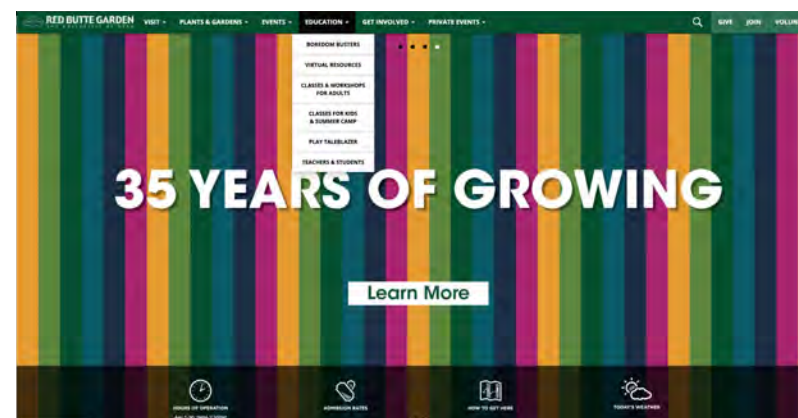 RED BUTTE GARDEN
VISIT PLANTS & GARDENS EVENTS EDUCATION GET INVOLVED PRIVATE EVENTS GIVE JOIN VOLUN
BOREDOM BUSTERS
VIRTUAL RESOURCES
CLASSES & WORKSHOPS
FOR ADULTS
CLASSES FOR KIDS
& SUMMER CAMP
PLAY TALEBLAZER
TEACHERS & STUDENTS
35 YEARS OF GROWING
Learn More
HOURS OF OPERATION ADMISSION RATES HOW TO GET HERE TODAY'S WEATHER